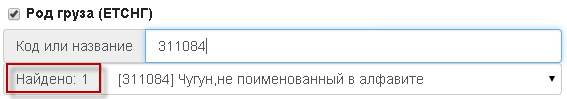 Род груза (ЕТСНГ)
Код или название 311084
Найдено: 1 [311084] Чугун,не поименованный в алфавите